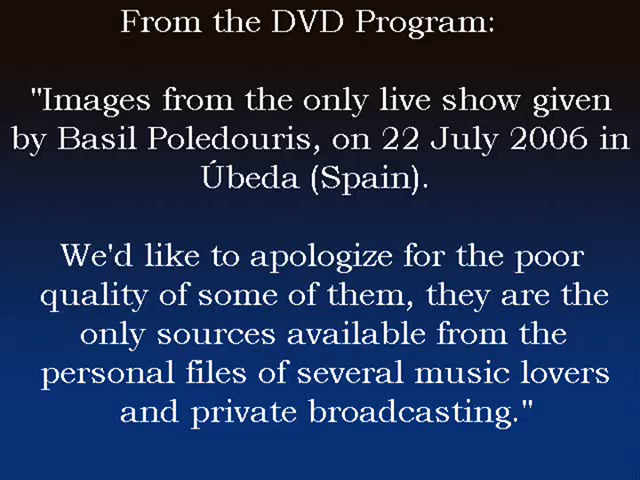 From the DVD Program:
"Images from the only live show given
by Basil Poledouris, on 22 July 2006 in
Úbeda (Spain).
We'd like to apologize for the poor
quality of some of them, they are the
only sources available from the
personal files of several music lovers
and private broadcasting."